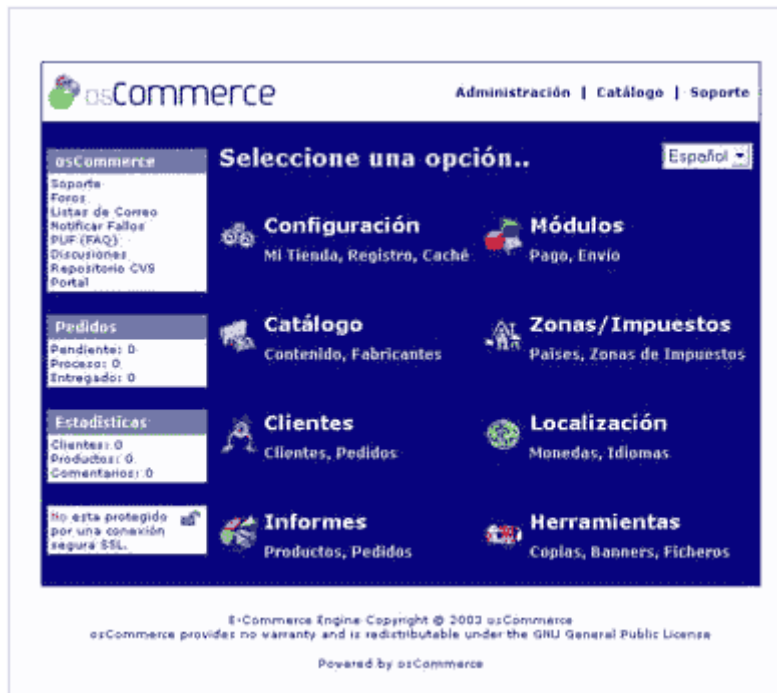 osCommerce
Administración | Catálogo | Soporte
osCommerce
Soporte
Foros
Listas de Correo
Notificar Fallos
PUF (FAQ)
Discusiones
Repositorio CVS
Portal
Pedidos
Pendiente: 0
Proceso: 0
Entregado: 0
Estadisticas
Clientes: 0
Productos: 0
Comentarios: 0
No esta protegido
por una conexión
segura SSL.
Seleccione una opción..
Español
Configuración
Mi Tienda, Registro, Caché
Módulos
Pago, Envío
Catálogo
Contenido, Fabricantes
Zonas/Impuestos
Paises, Zonas de Impuestos
Clientes
Clientes, Pedidos
Localización
Monedas, Idiomas
Informes
Productos, Pedidos
Herramientas
Copias, Banners, Ficheros
E-Commerce Engine Copyright © 2003 osCommerce
osCommerce provides no warranty and is redistributable under the GNU General Public License
Powered by osCommerce